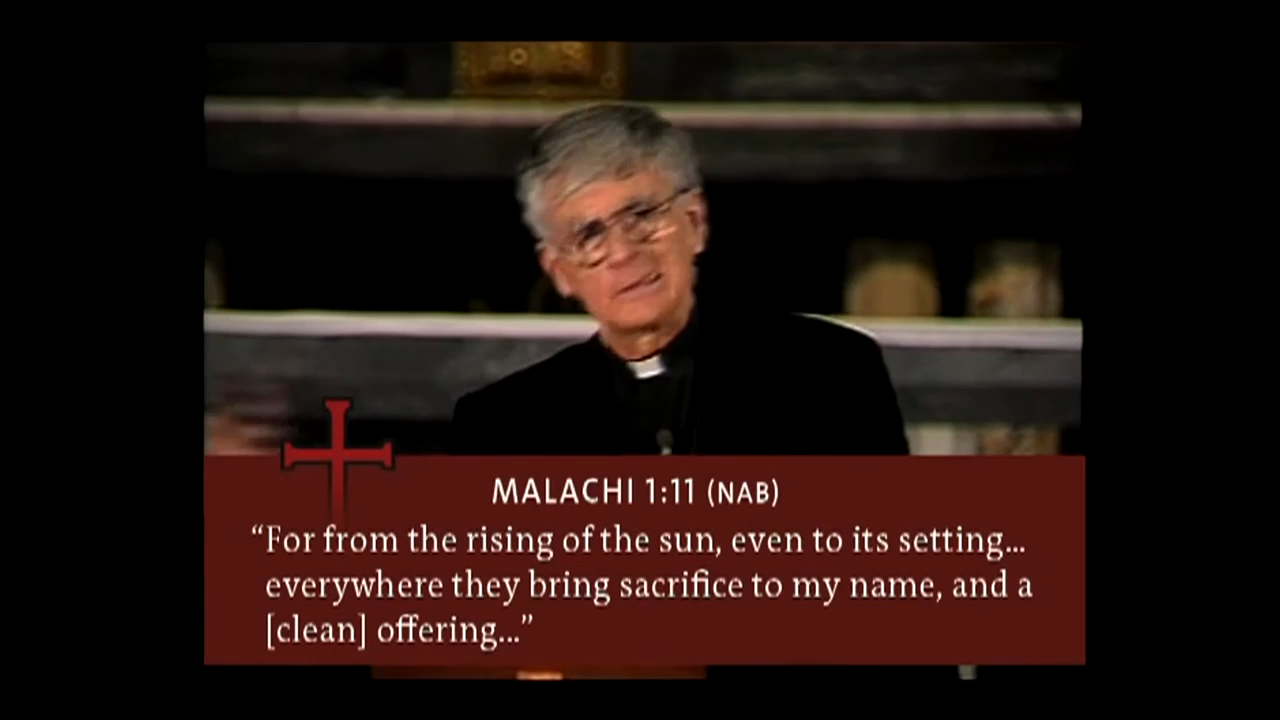 MALACHI 1:11 (NAB)
“For from the rising of the sun, even to its setting...
everywhere they bring sacrifice to my name, and a
[clean] offering...”